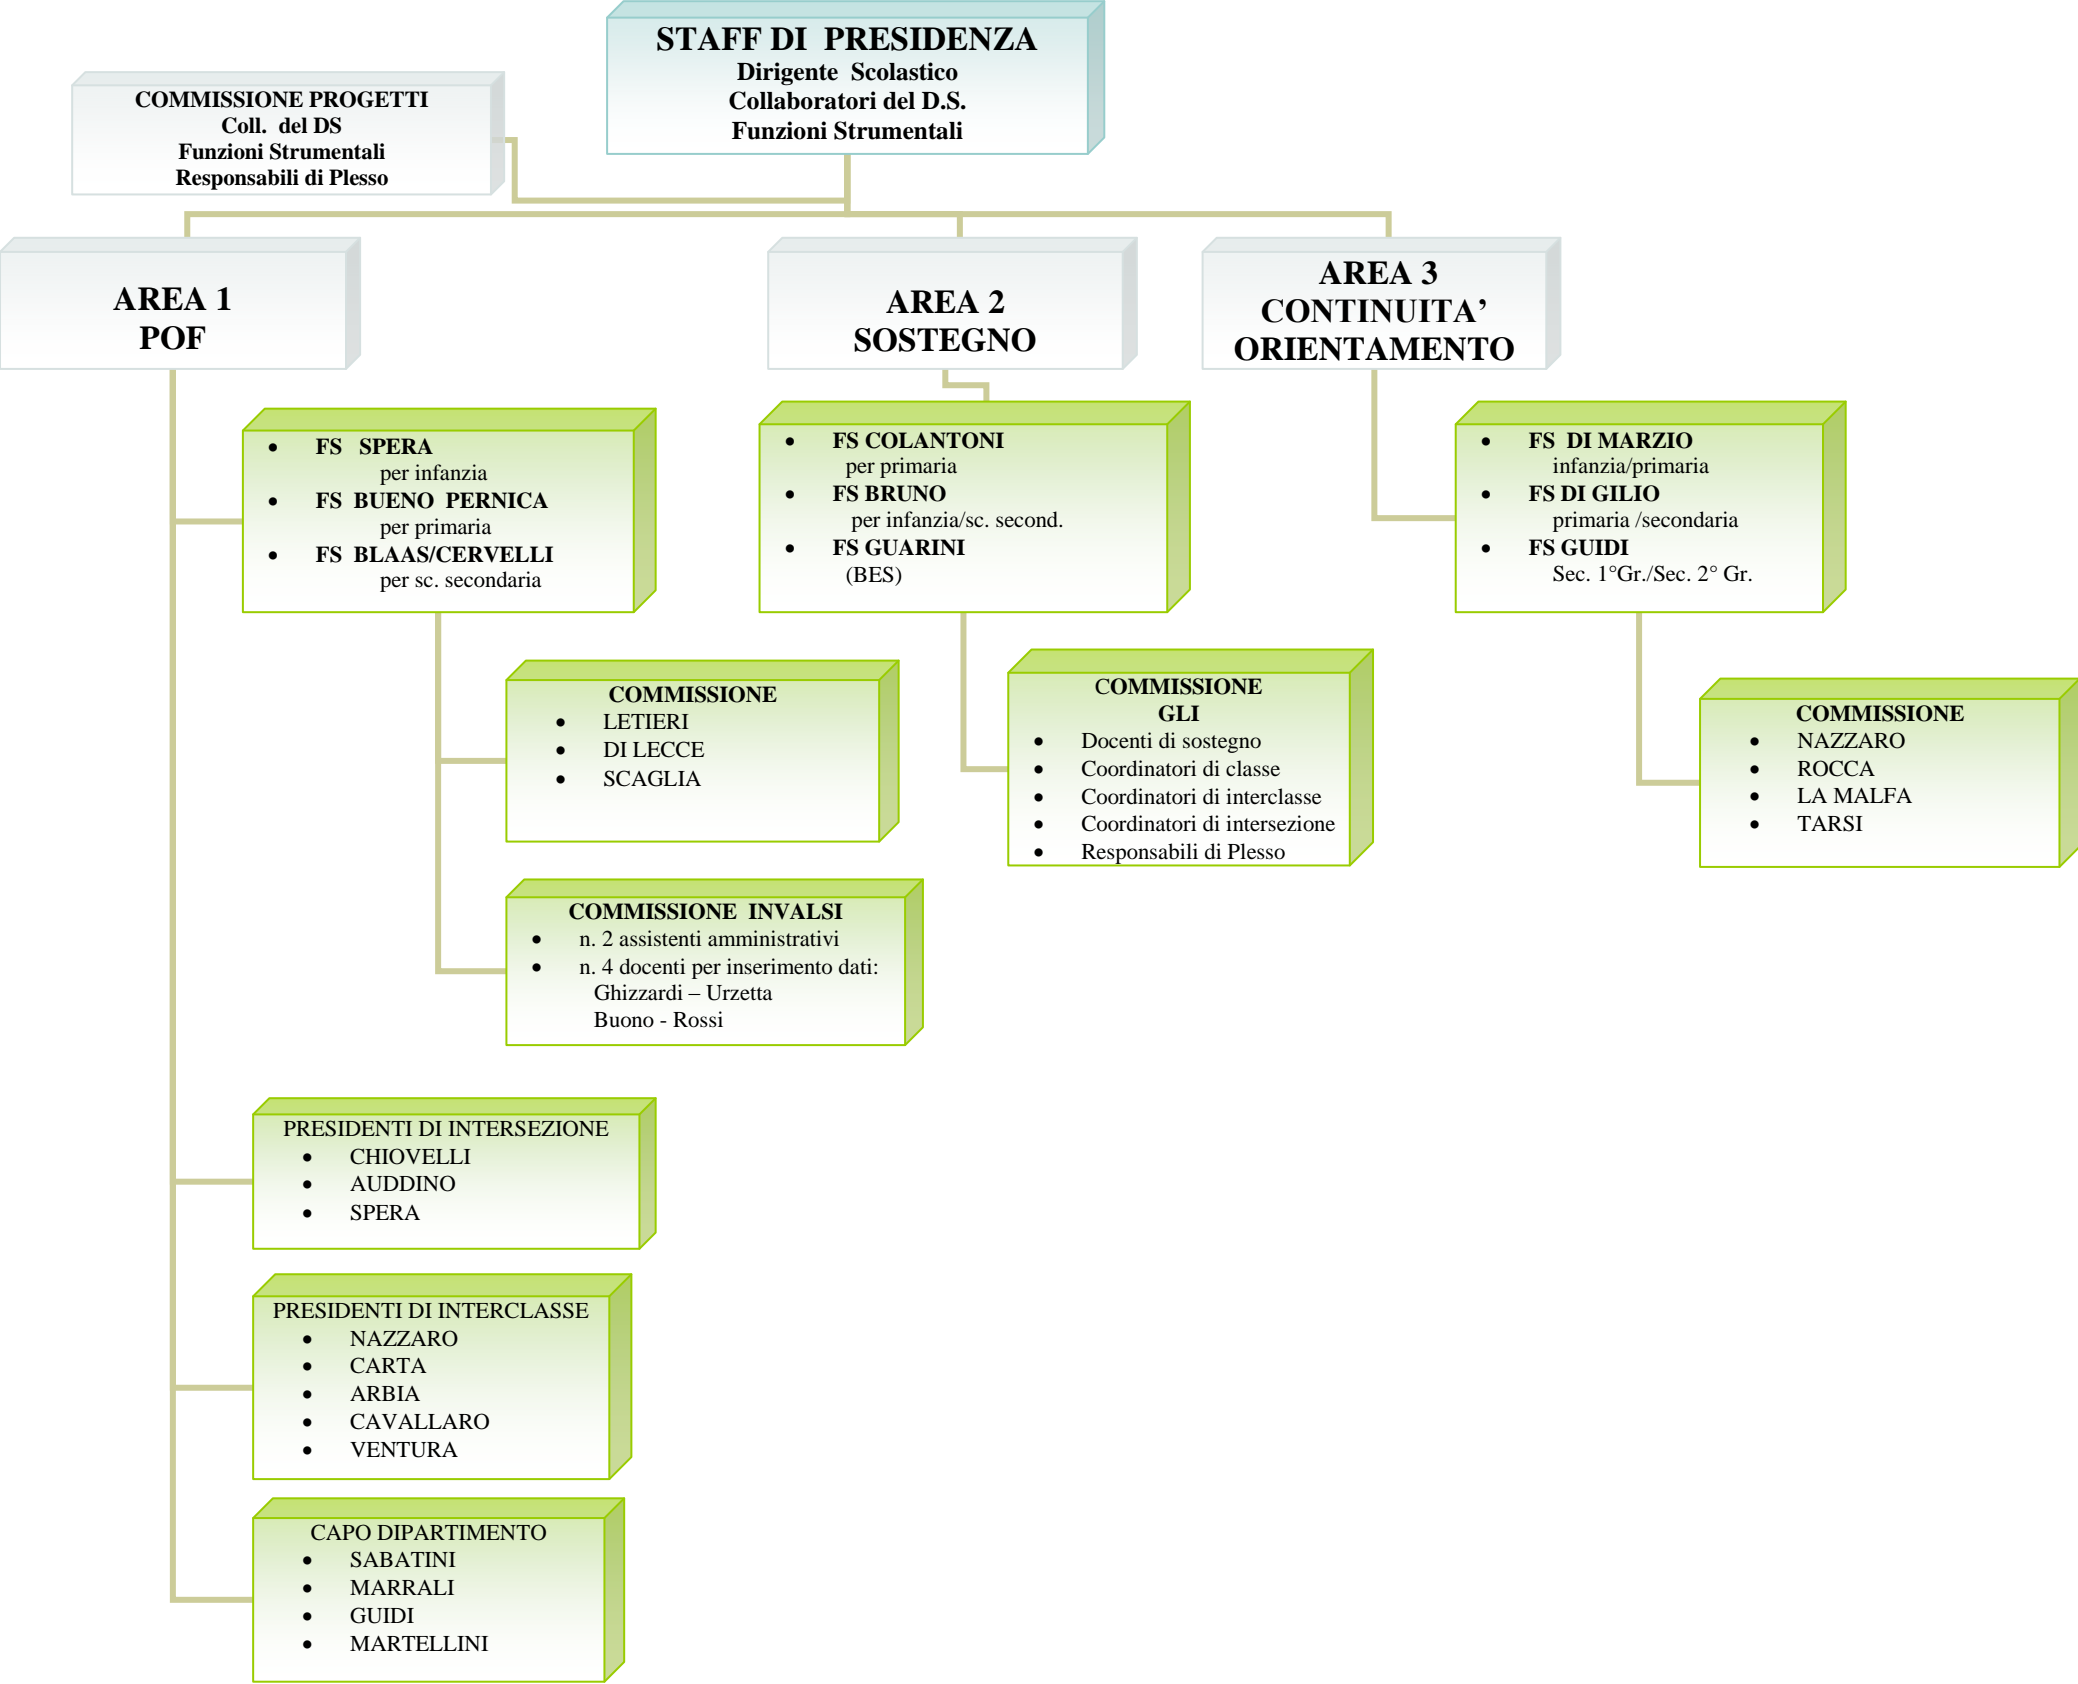 STAFF DI PRESIDENZA
Dirigente Scolastico
Collaboratori del D.S.
Funzioni Strumentali
COMMISSIONE PROGETTI
Coll. del DS
Funzioni Strumentali
Responsabili di Plesso
AREA 1
POF
AREA 2
SOSTEGNO
AREA 3
CONTINUITA’
ORIENTAMENTO
• FS SPERA
per infanzia
• FS BUENO PERNICA
per primaria
• FS BLAAS/CERVELLI
per sc. secondaria
• FS COLANTONI
per primaria
• FS BRUNO
per infanzia/sc. second.
• FS GUARINI
(BES)
• FS DI MARZIO
infanzia/primaria
• FS DI GILIO
primaria /secondaria
• FS GUIDI
Sec. 1°Gr./Sec. 2° Gr.
COMMISSIONE
• LETIERI
• DI LECCE
• SCAGLIA
COMMISSIONE
GLI
• Docenti di sostegno
• Coordinatori di classe
• Coordinatori di interclasse
• Coordinatori di intersezione
• Responsabili di Plesso
COMMISSIONE
• NAZZARO
• ROCCA
• LA MALFA
• TARSI
COMMISSIONE INVALSI
• n. 2 assistenti amministrativi
• n. 4 docenti per inserimento dati:
Ghizzardi – Urzetta
Buono - Rossi
PRESIDENTI DI INTERSEZIONE
• CHIOVELLI
• AUDDINO
• SPERA
PRESIDENTI DI INTERCLASSE
• NAZZARO
• CARTA
• ARBIA
• CAVALLARO
• VENTURA
CAPO DIPARTIMENTO
• SABATINI
• MARRALI
• GUIDI
• MARTELLINI